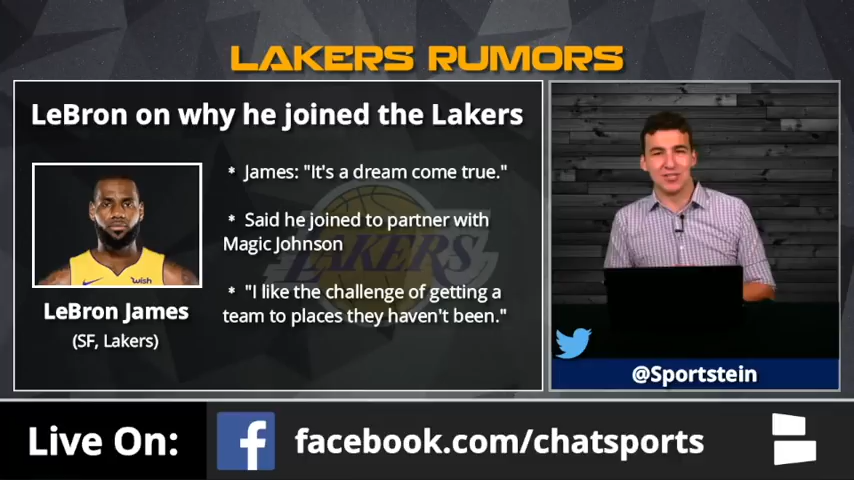 LAKERS RUMORS
LeBron on why he joined the Lakers
* James: "It's a dream come true."
* Said he joined to partner with
Magic Johnson
LAKERS
* "I like the challenge of getting a
team to places they haven't been."
wish
LeBron James
(SF, Lakers)
@Sportstein
Live On:
facebook.com/chatsports